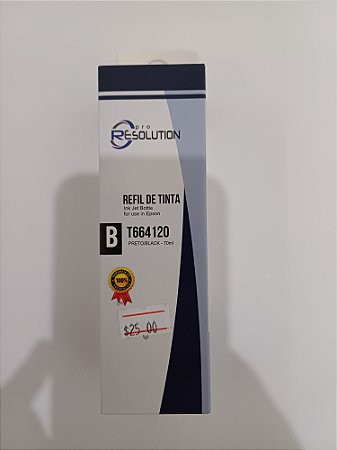 pro
RESOLUTION
REFIL DE TINTA
Ink Jet Bottle
for use in Epson
B T664120
PRETO/BLACK - 70ml
100%
$25,00